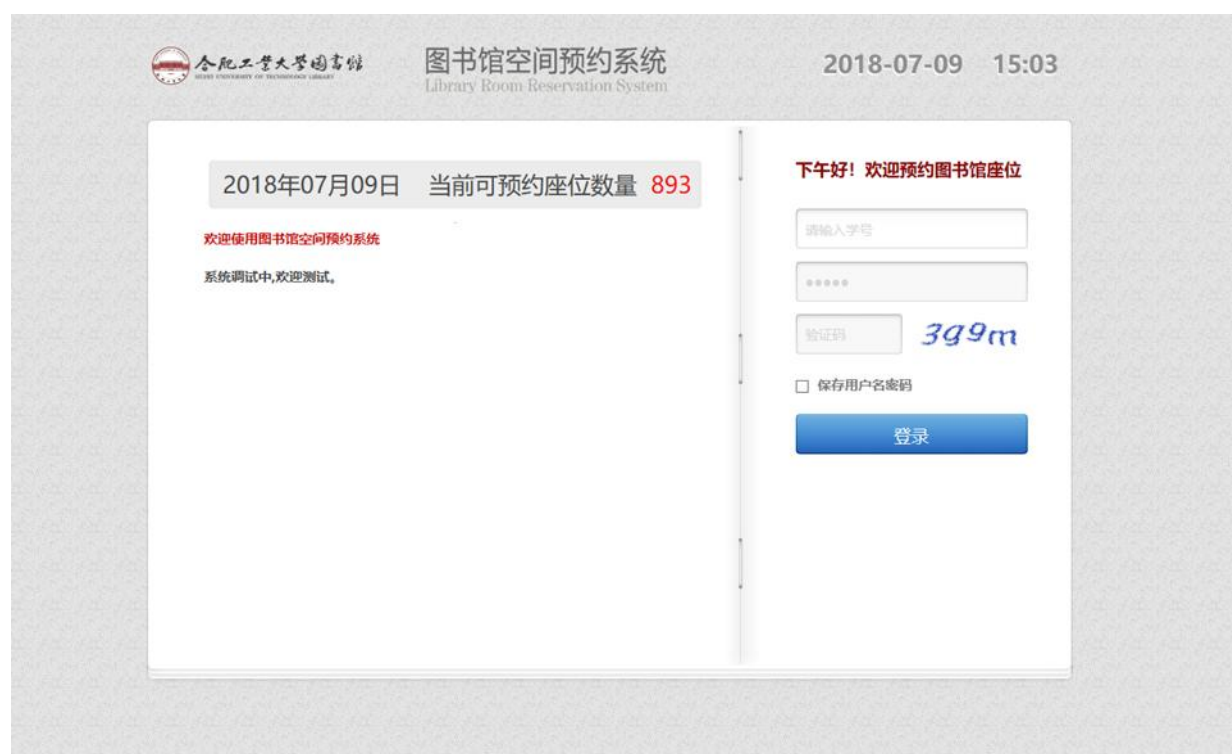 合肥工业大学图书馆
HEFEI UNIVERSITY OF TECHNOLOGY LIBRARY
图书馆空间预约系统
Library Room Reservation System
2018-07-09 15:03
2018年07月09日 当前可预约座位数量 893
欢迎使用图书馆空间预约系统
系统调试中,欢迎测试。
下午好！欢迎预约图书馆座位
请输入学号
●●●●●
验证码 3g9m
保存用户名密码
登录